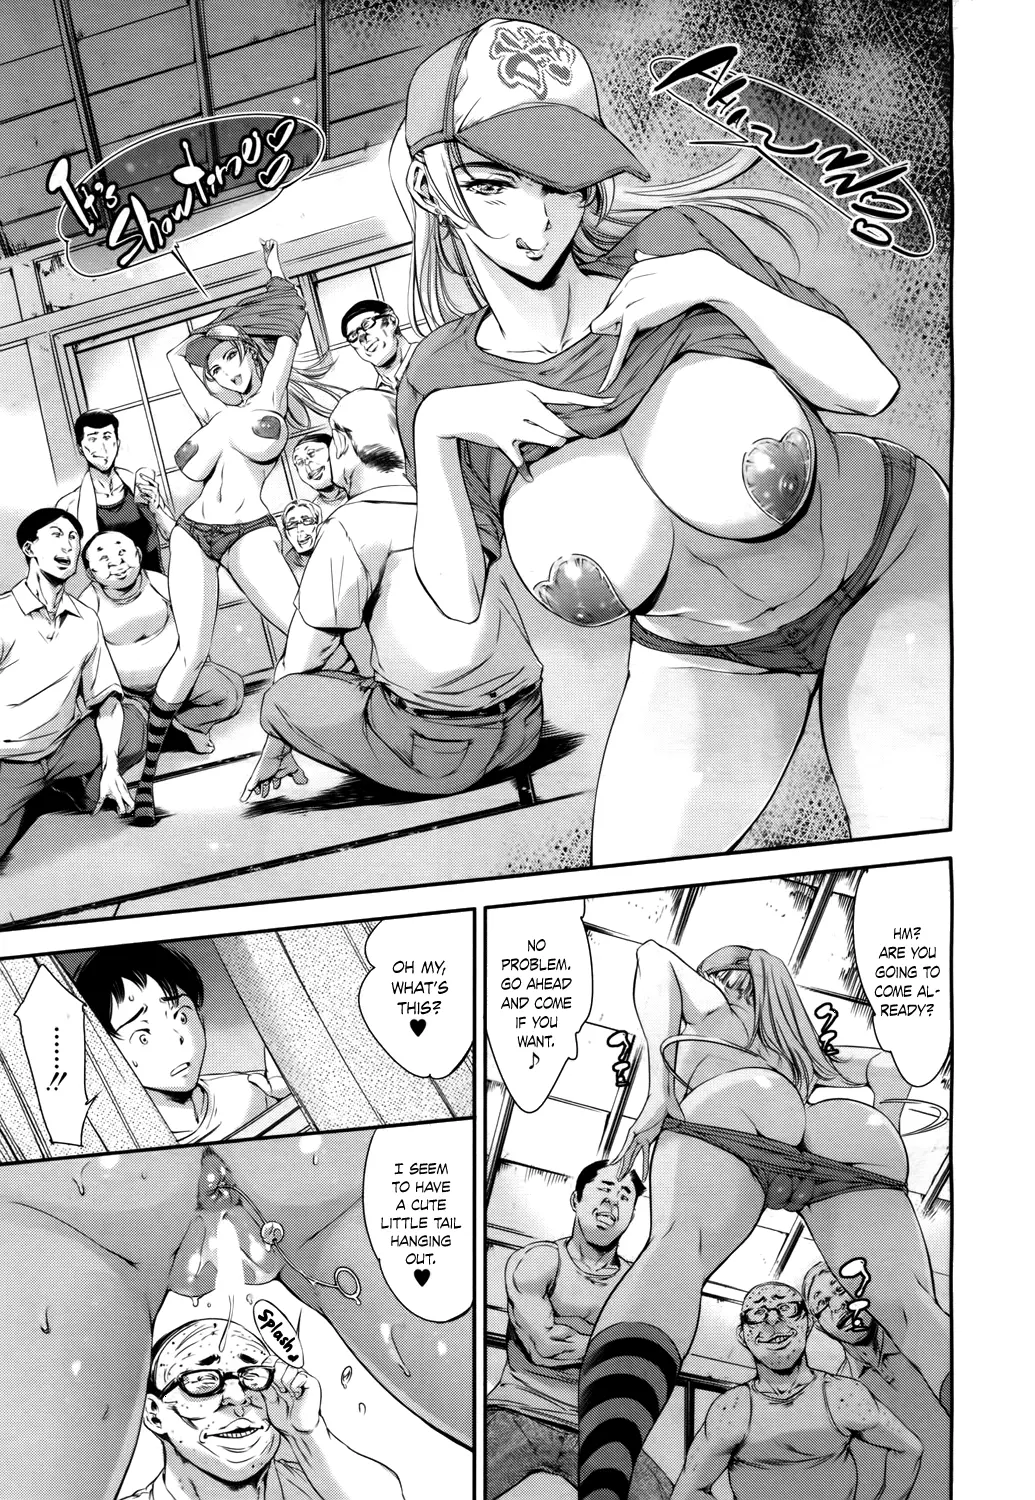 It's
Showtime♡♡
HM?
ARE YOU
GOING TO
COME AL-
READY?
NO
PROBLEM.
GO AHEAD
AND COME
IF YOU
WANT.
♪
OH MY,
WHAT'S
THIS?
♥
......!!
I SEEM
TO HAVE
A CUTE
LITTLE TAIL
HANGING
OUT.
♥
Splash♪